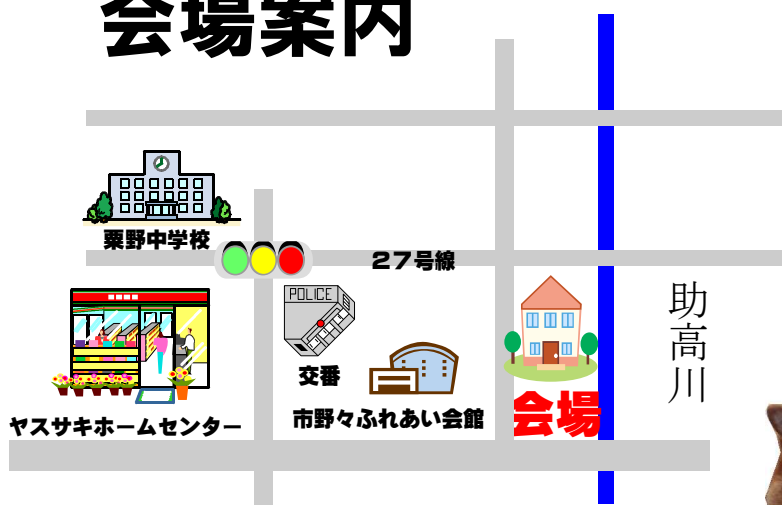 会場案内
粟野中学校
27号線
POLICE
助高川
交番
会場
市野々ふれあい会館
ヤスサキホームセンター